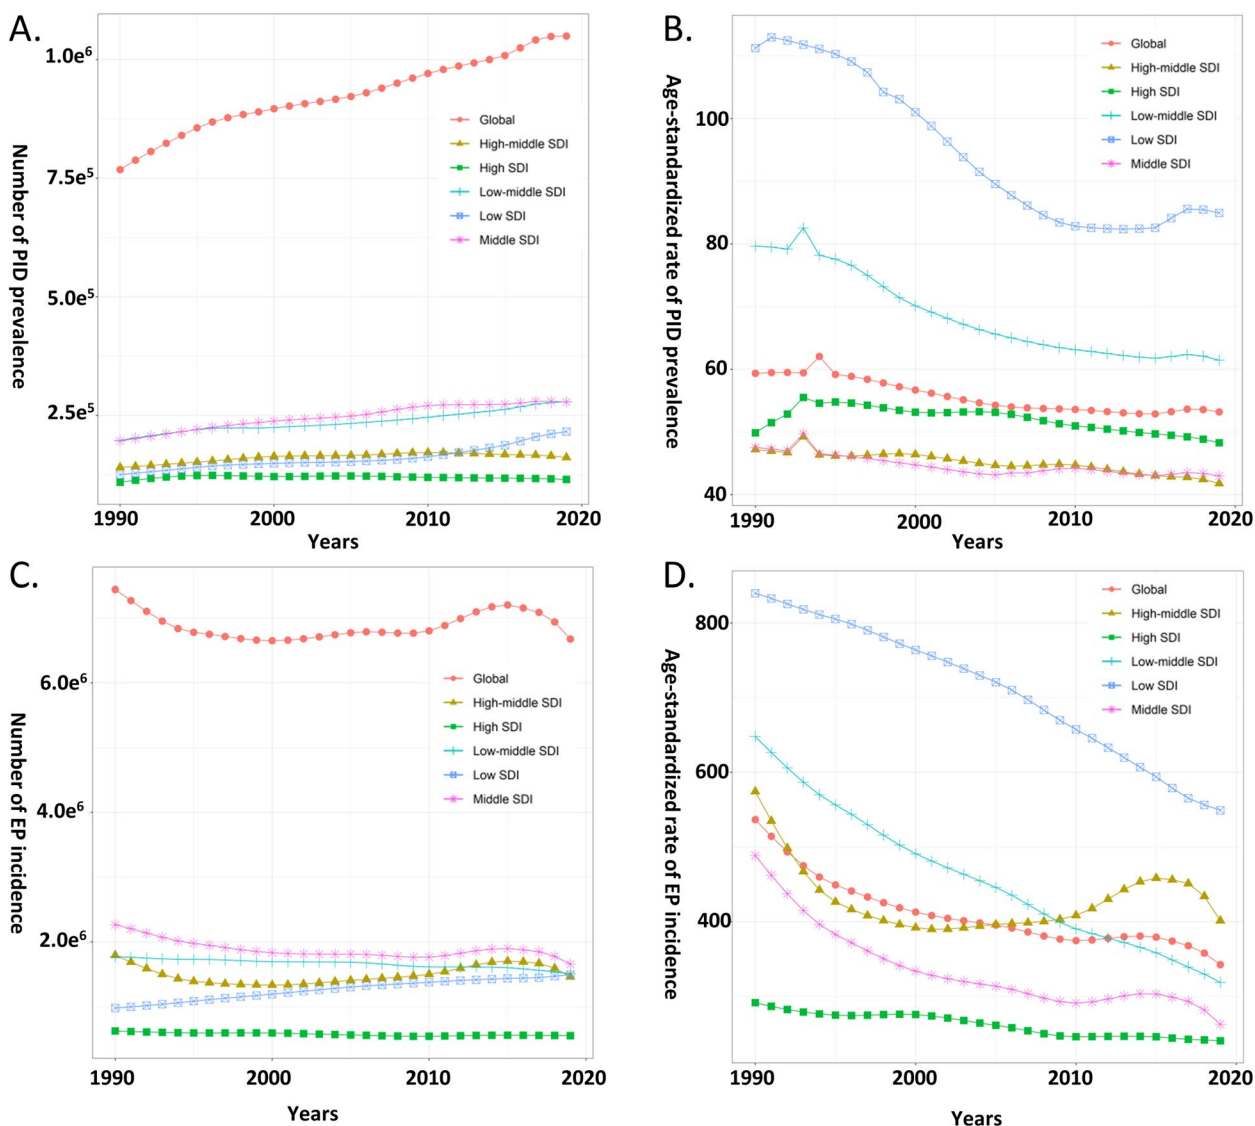 A.
Number of PID prevalence
1.0e⁶
7.5e⁵
5.0e⁵
2.5e⁵
Global
High-middle SDI
High SDI
Low-middle SDI
Low SDI
Middle SDI
1990 2000 2010 2020
Years
B.
Age-standardized rate of PID prevalence
100
80
60
40
Global
High-middle SDI
High SDI
Low-middle SDI
Low SDI
Middle SDI
1990 2000 2010 2020
Years
C.
Number of EP incidence
6.0e⁶
4.0e⁶
2.0e⁶
Global
High-middle SDI
High SDI
Low-middle SDI
Low SDI
Middle SDI
1990 2000 2010 2020
Years
D.
Age-standardized rate of EP incidence
800
600
400
Global
High-middle SDI
High SDI
Low-middle SDI
Low SDI
Middle SDI
1990 2000 2010 2020
Years